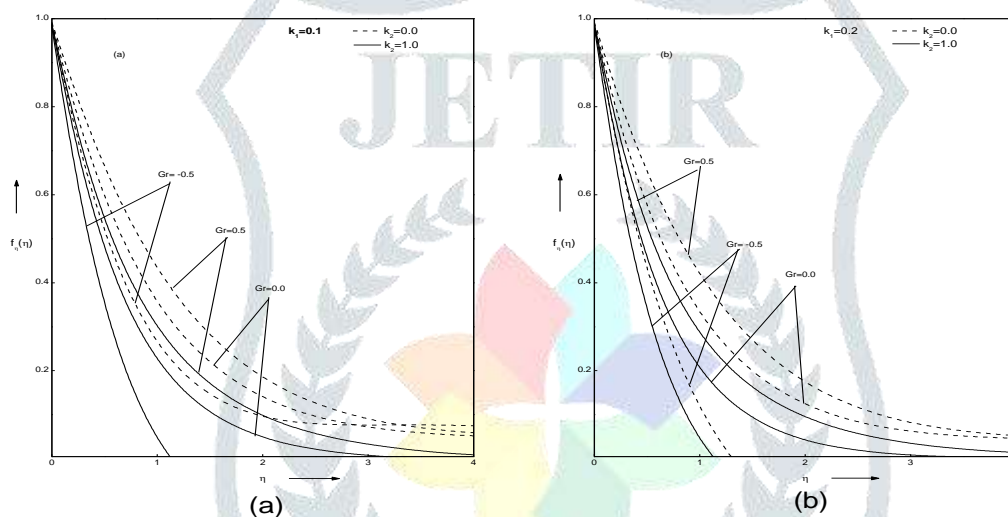 JETIR
1.0
0.8
0.6
0.4
0.2
0
1
2
3
4
k1=0.1
k2=0.0
k2=1.0
(a)
Gr= -0.5
Gr=0.5
Gr=0.0
fη(η)
η
(a)
1.0
0.8
0.6
0.4
0.2
0
1
2
3
k1=0.2
k2=0.0
k2=1.0
(b)
Gr=0.5
Gr=-0.5
Gr=0.0
fη(η)
η
(b)